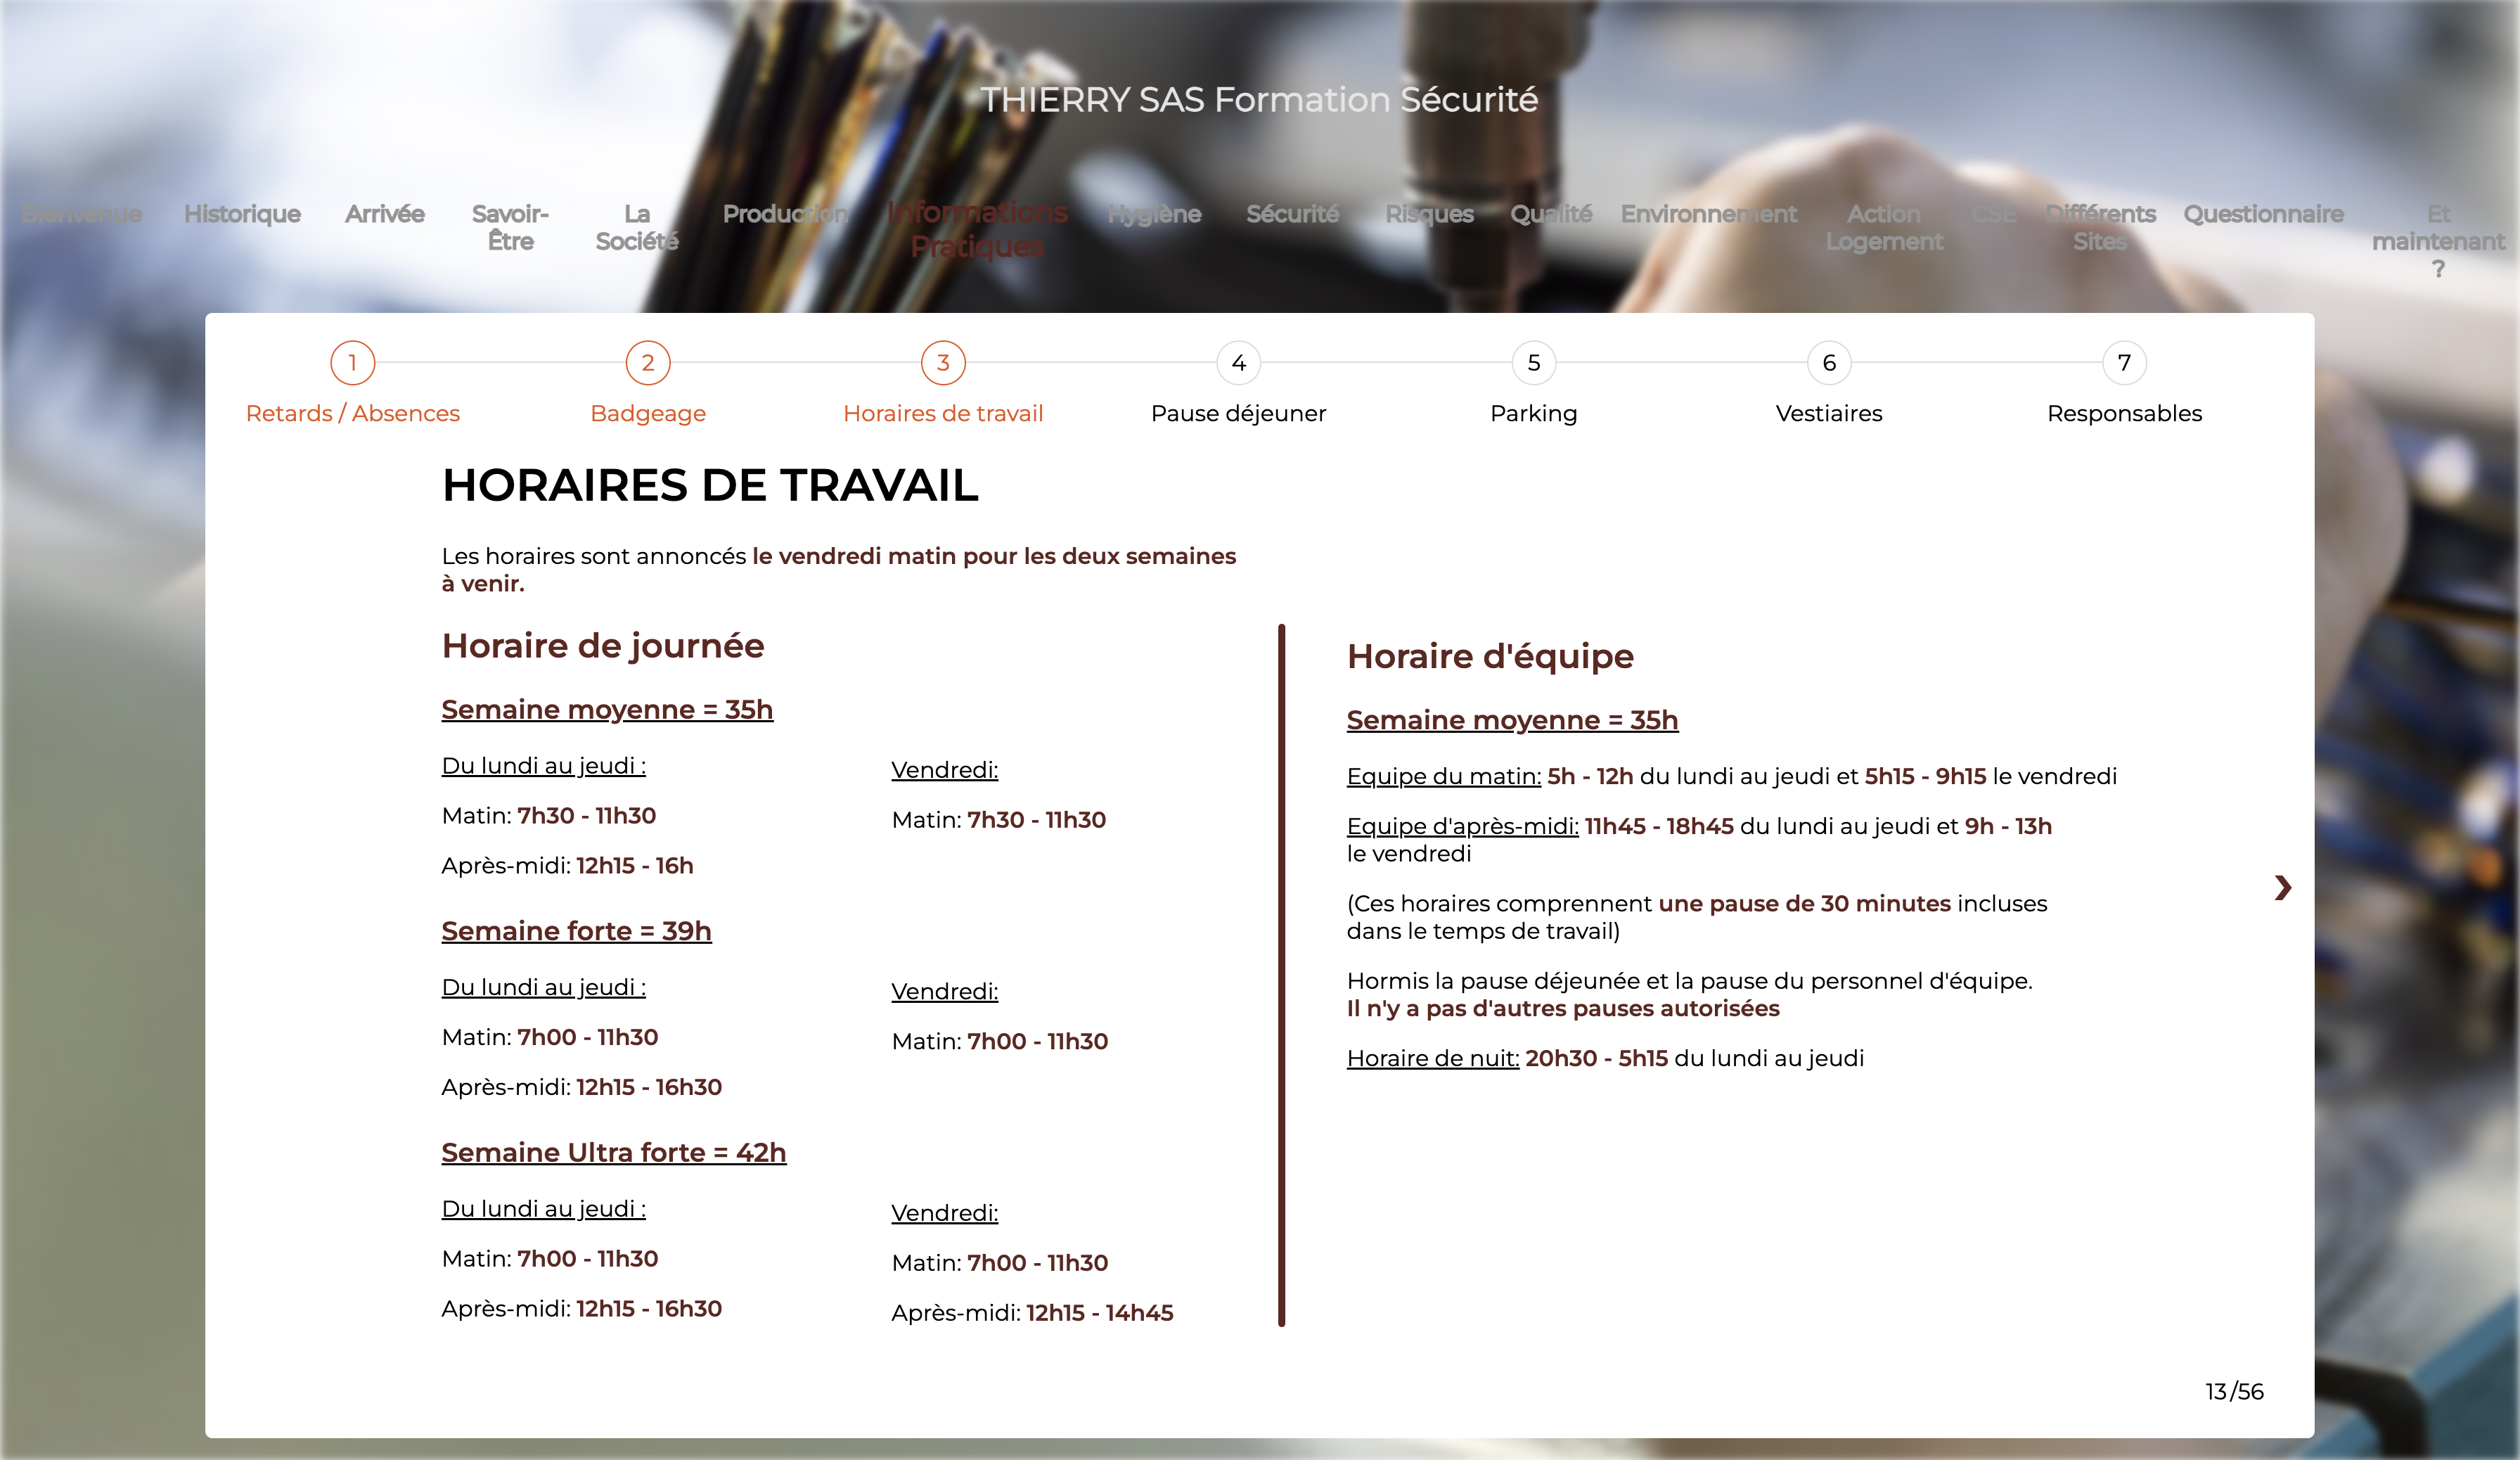 THIERRY SAS Formation Sécurité
Bienvenue
Historique
Arrivée
Savoir-
Être
La
Société
Production
Informations
Pratiques
Hygiène
Sécurité
Risques
Qualité
Environnement
Action
Logement
CSE
Différents
Sites
Questionnaire
Et
maintenant
?
1
2
3
4
5
6
7
Retards / Absences
Badgeage
Horaires de travail
Pause déjeuner
Parking
Vestiaires
Responsables
HORAIRES DE TRAVAIL
Les horaires sont annoncés le vendredi matin pour les deux semaines
à venir.
Horaire de journée
Semaine moyenne = 35h
Du lundi au jeudi :
Matin: 7h30 - 11h30
Après-midi: 12h15 - 16h
Vendredi:
Matin: 7h30 - 11h30
Semaine forte = 39h
Du lundi au jeudi :
Matin: 7h00 - 11h30
Après-midi: 12h15 - 16h30
Vendredi:
Matin: 7h00 - 11h30
Semaine Ultra forte = 42h
Du lundi au jeudi :
Matin: 7h00 - 11h30
Après-midi: 12h15 - 16h30
Vendredi:
Matin: 7h00 - 11h30
Après-midi: 12h15 - 14h45
Horaire d'équipe
Semaine moyenne = 35h
Equipe du matin: 5h - 12h du lundi au jeudi et 5h15 - 9h15 le vendredi
Equipe d'après-midi: 11h45 - 18h45 du lundi au jeudi et 9h - 13h
le vendredi
(Ces horaires comprennent une pause de 30 minutes incluses
dans le temps de travail)
Hormis la pause déjeunée et la pause du personnel d'équipe.
Il n'y a pas d'autres pauses autorisées
Horaire de nuit: 20h30 - 5h15 du lundi au jeudi
13/56